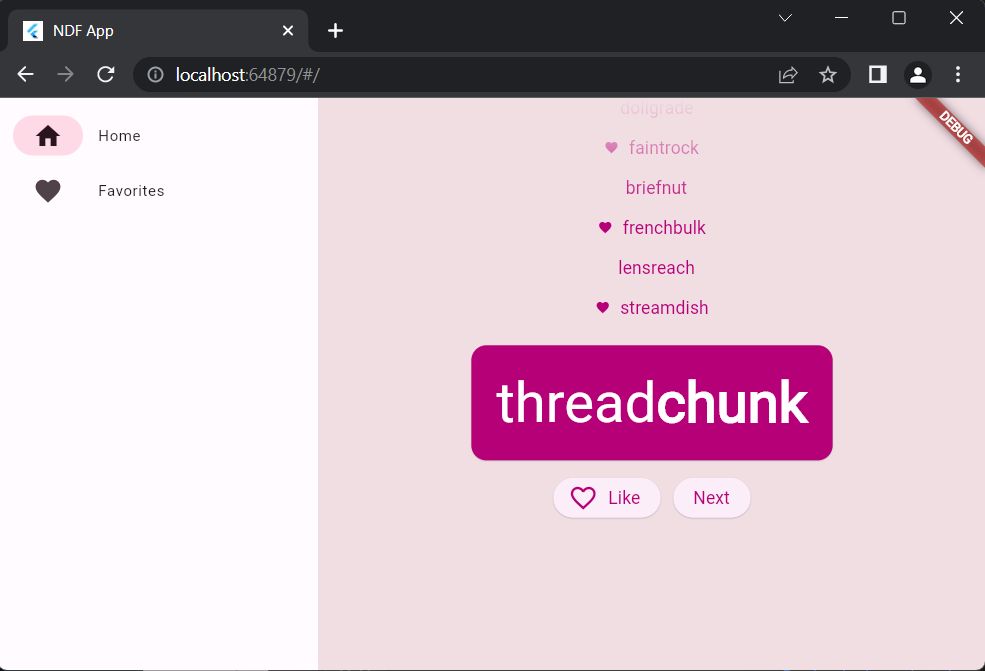 NDF App
localhost:64879/#/
Home
Favorites
DEBUG
dollgrade
faintrock
briefnut
frenchbulk
lensreach
streamdish
threadchunk
Like
Next